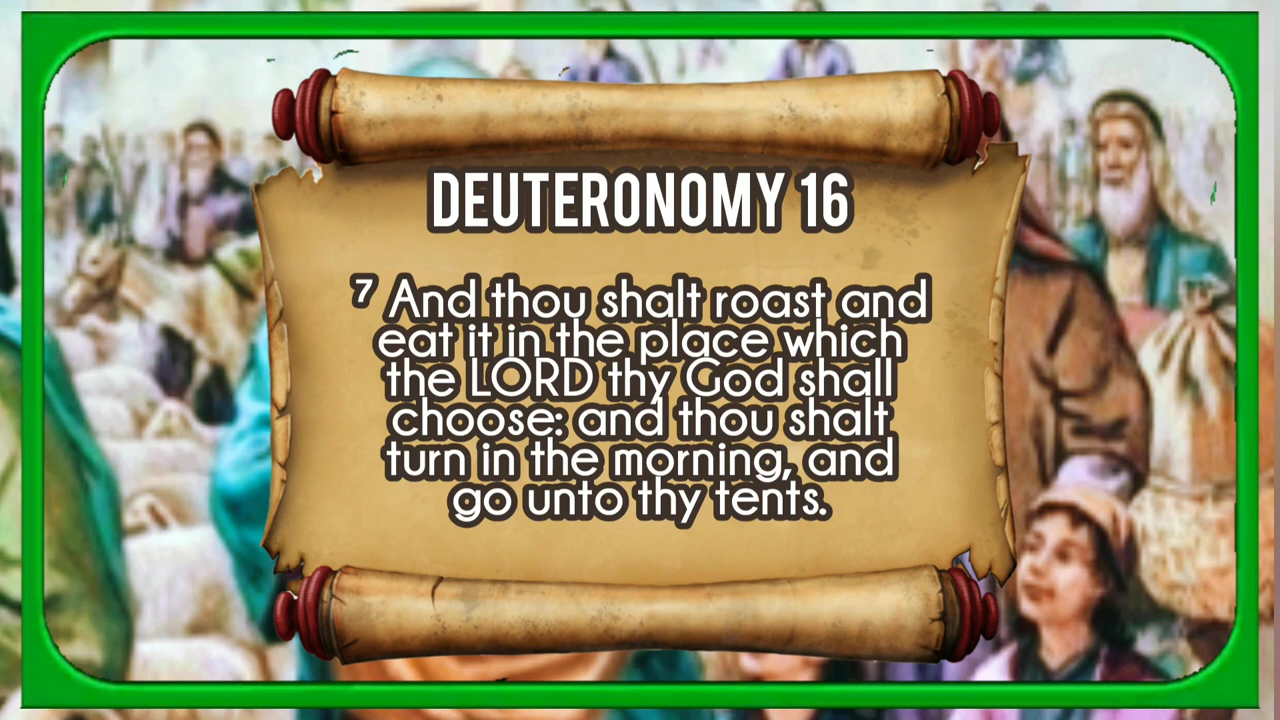 DEUTERONOMY 16
⁷ And thou shalt roast and
eat it in the place which
the LORD thy God shall
choose: and thou shalt
turn in the morning, and
go unto thy tents.